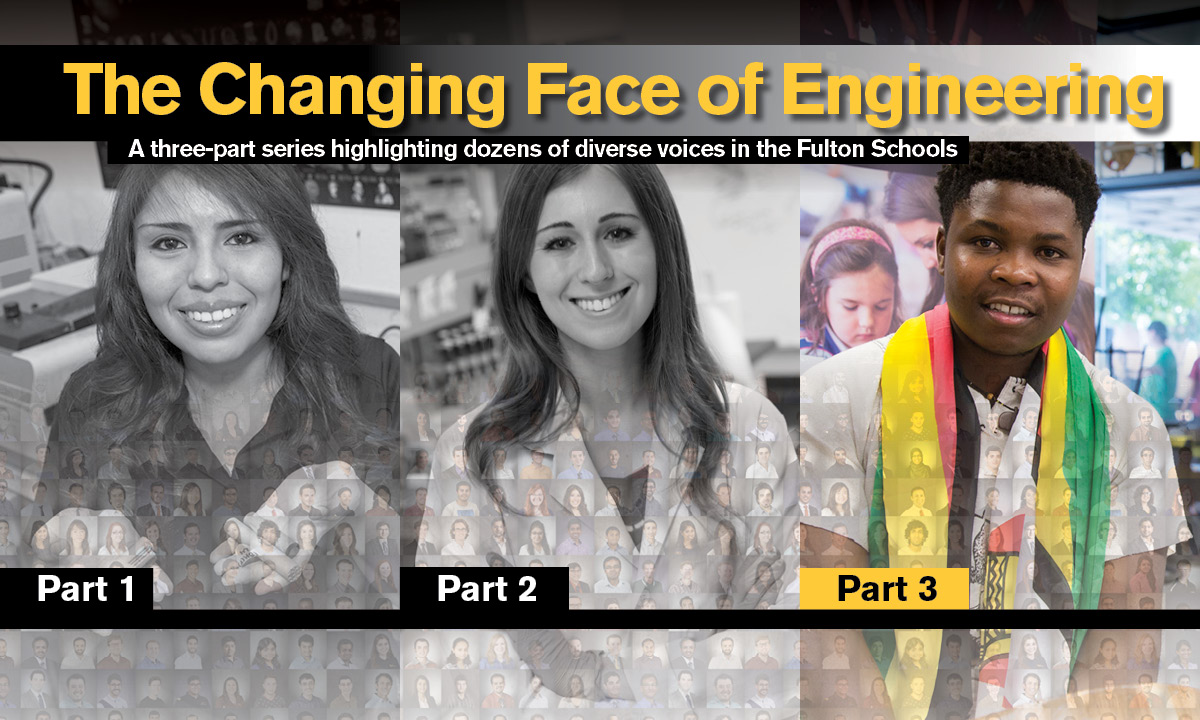 The Changing Face of Engineering
A three-part series highlighting dozens of diverse voices in the Fulton Schools
Part 1
Part 2
Part 3